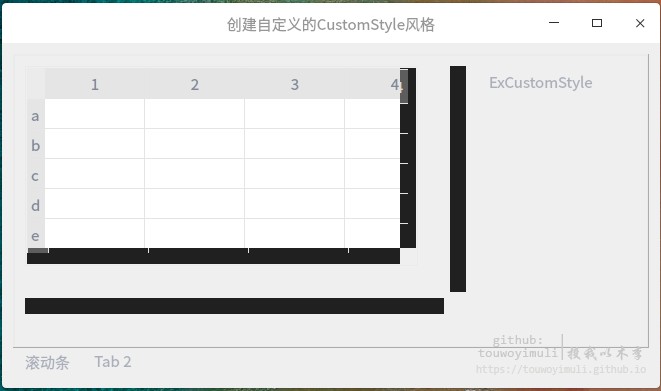 创建自定义的CustomStyle风格
1 2 3 4
ExCustomStyle
a
b
c
d
e
滚动条 Tab 2
github: |
touwoyimuli|投我以木李
https://touwoyimuli.github.io